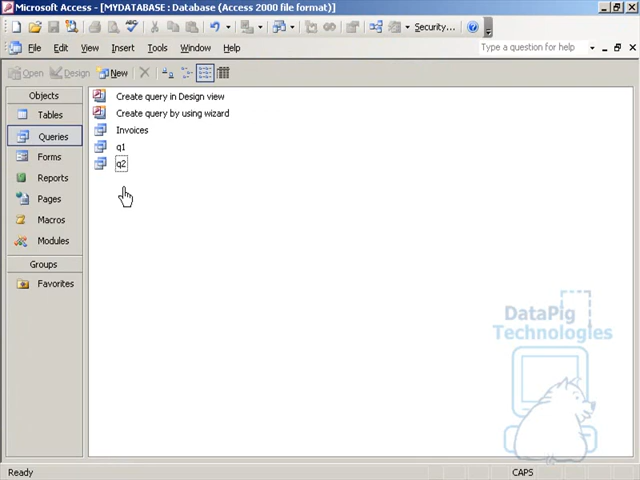 Microsoft Access - [MYDATABASE : Database (Access 2000 file format)]
Security...
File Edit View Insert Tools Window Help
Type a question for help
Open Design New
Objects
Tables
Queries
Forms
Reports
Pages
Macros
Modules
Groups
Favorites
Create query in Design view
Create query by using wizard
Invoices
q1
q2
DataPig
Technologies
Ready
CAPS